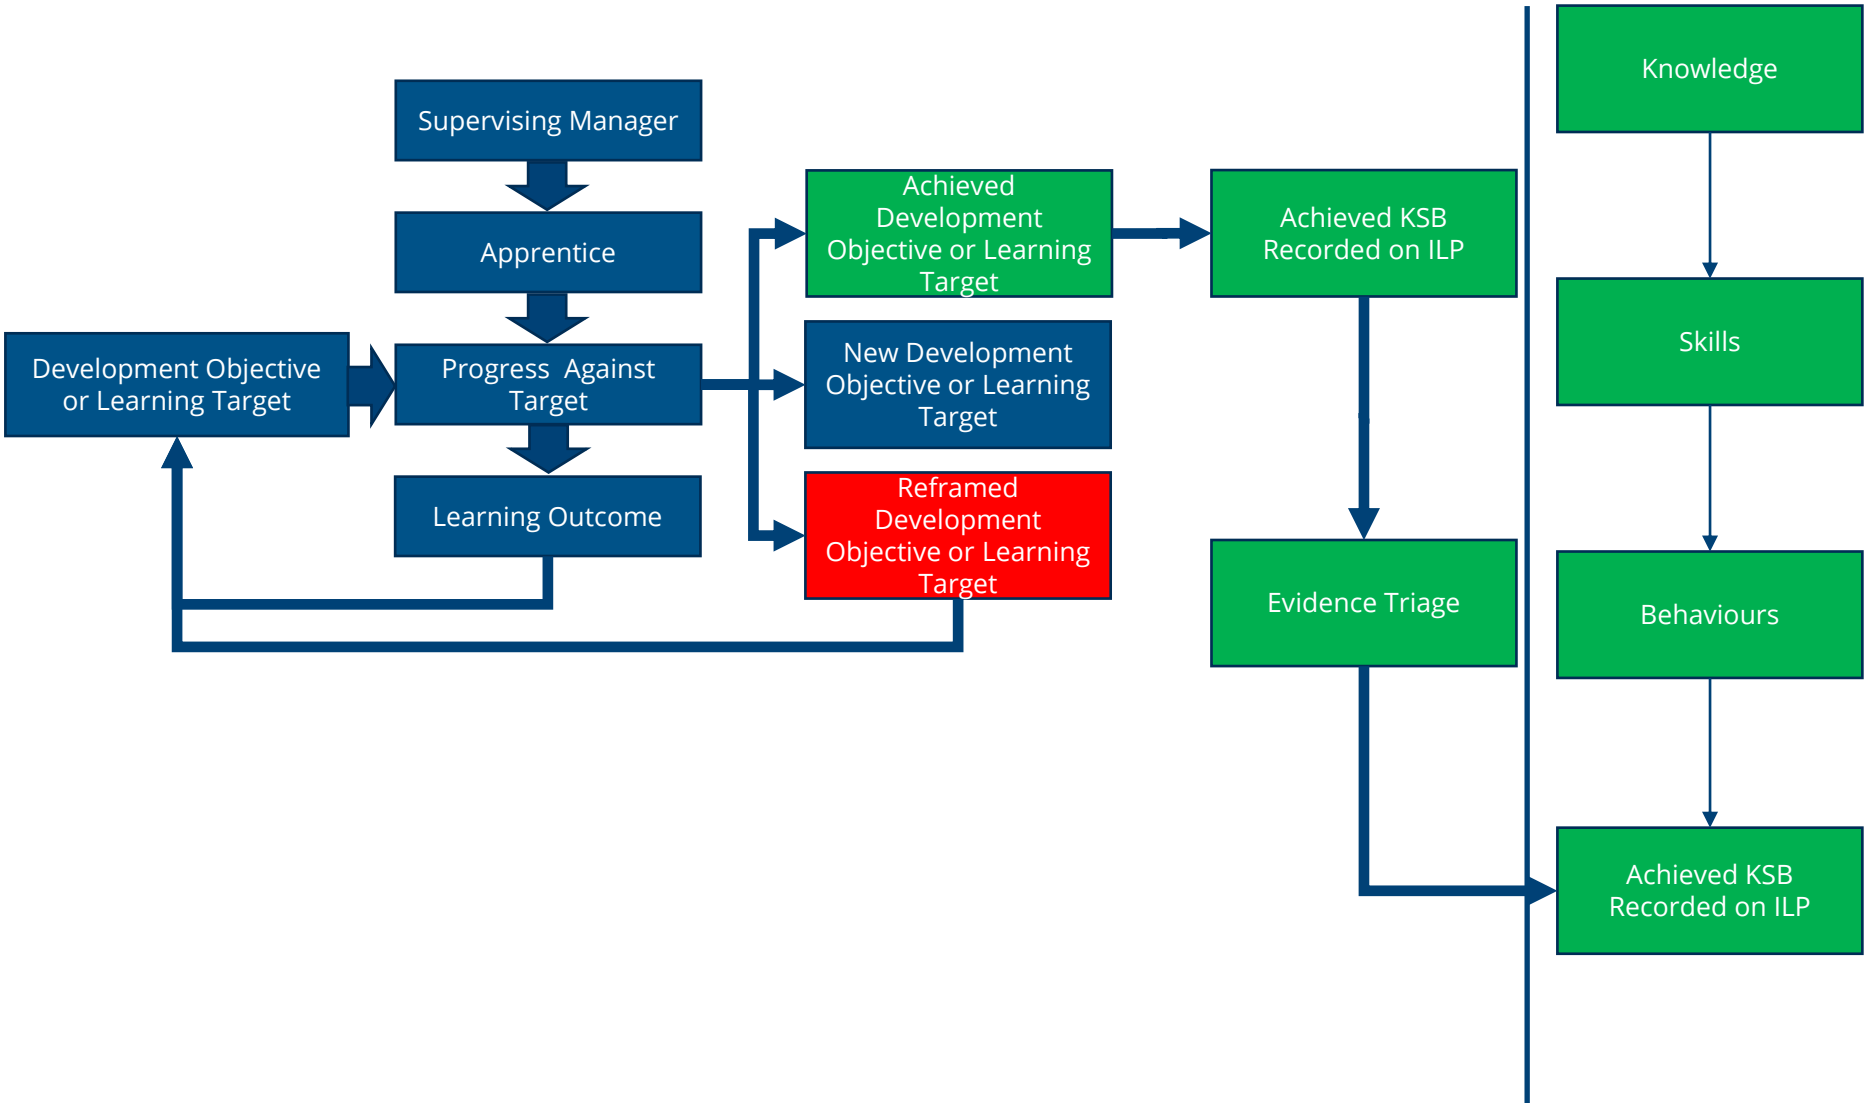 Supervising Manager
Apprentice
Development Objective
or Learning Target
Progress  Against
Target
Learning Outcome
Achieved
Development
Objective or Learning
Target
New Development
Objective or Learning
Target
Reframed
Development
Objective or Learning
Target
Achieved KSB
Recorded on ILP
Evidence Triage
Knowledge
Skills
Behaviours
Achieved KSB
Recorded on ILP